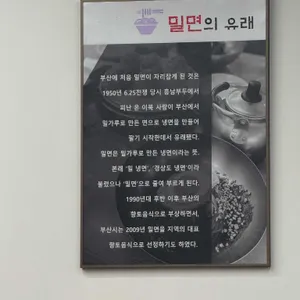 밀면의 유래
부산에 처음 밀면이 자리잡게 된 것은
1950년 6.25전쟁 당시 흥남부두에서
피난 온 이북 사람이 부산에서
밀가루로 만든 면으로 냉면을 만들어
팔기 시작한데서 유래됐다.
밀면은 밀가루로 만든 냉면이라는 뜻.
본래 '밀 냉면', '경상도 냉면'이라
불렸으나 '밀면'으로 줄여 부르게 된다.
1990년대 후반 이후 부산의
향토음식으로 부상하면서,
부산시는 2009년 밀면을 지역의 대표
향토음식으로 선정하기도 하였다.